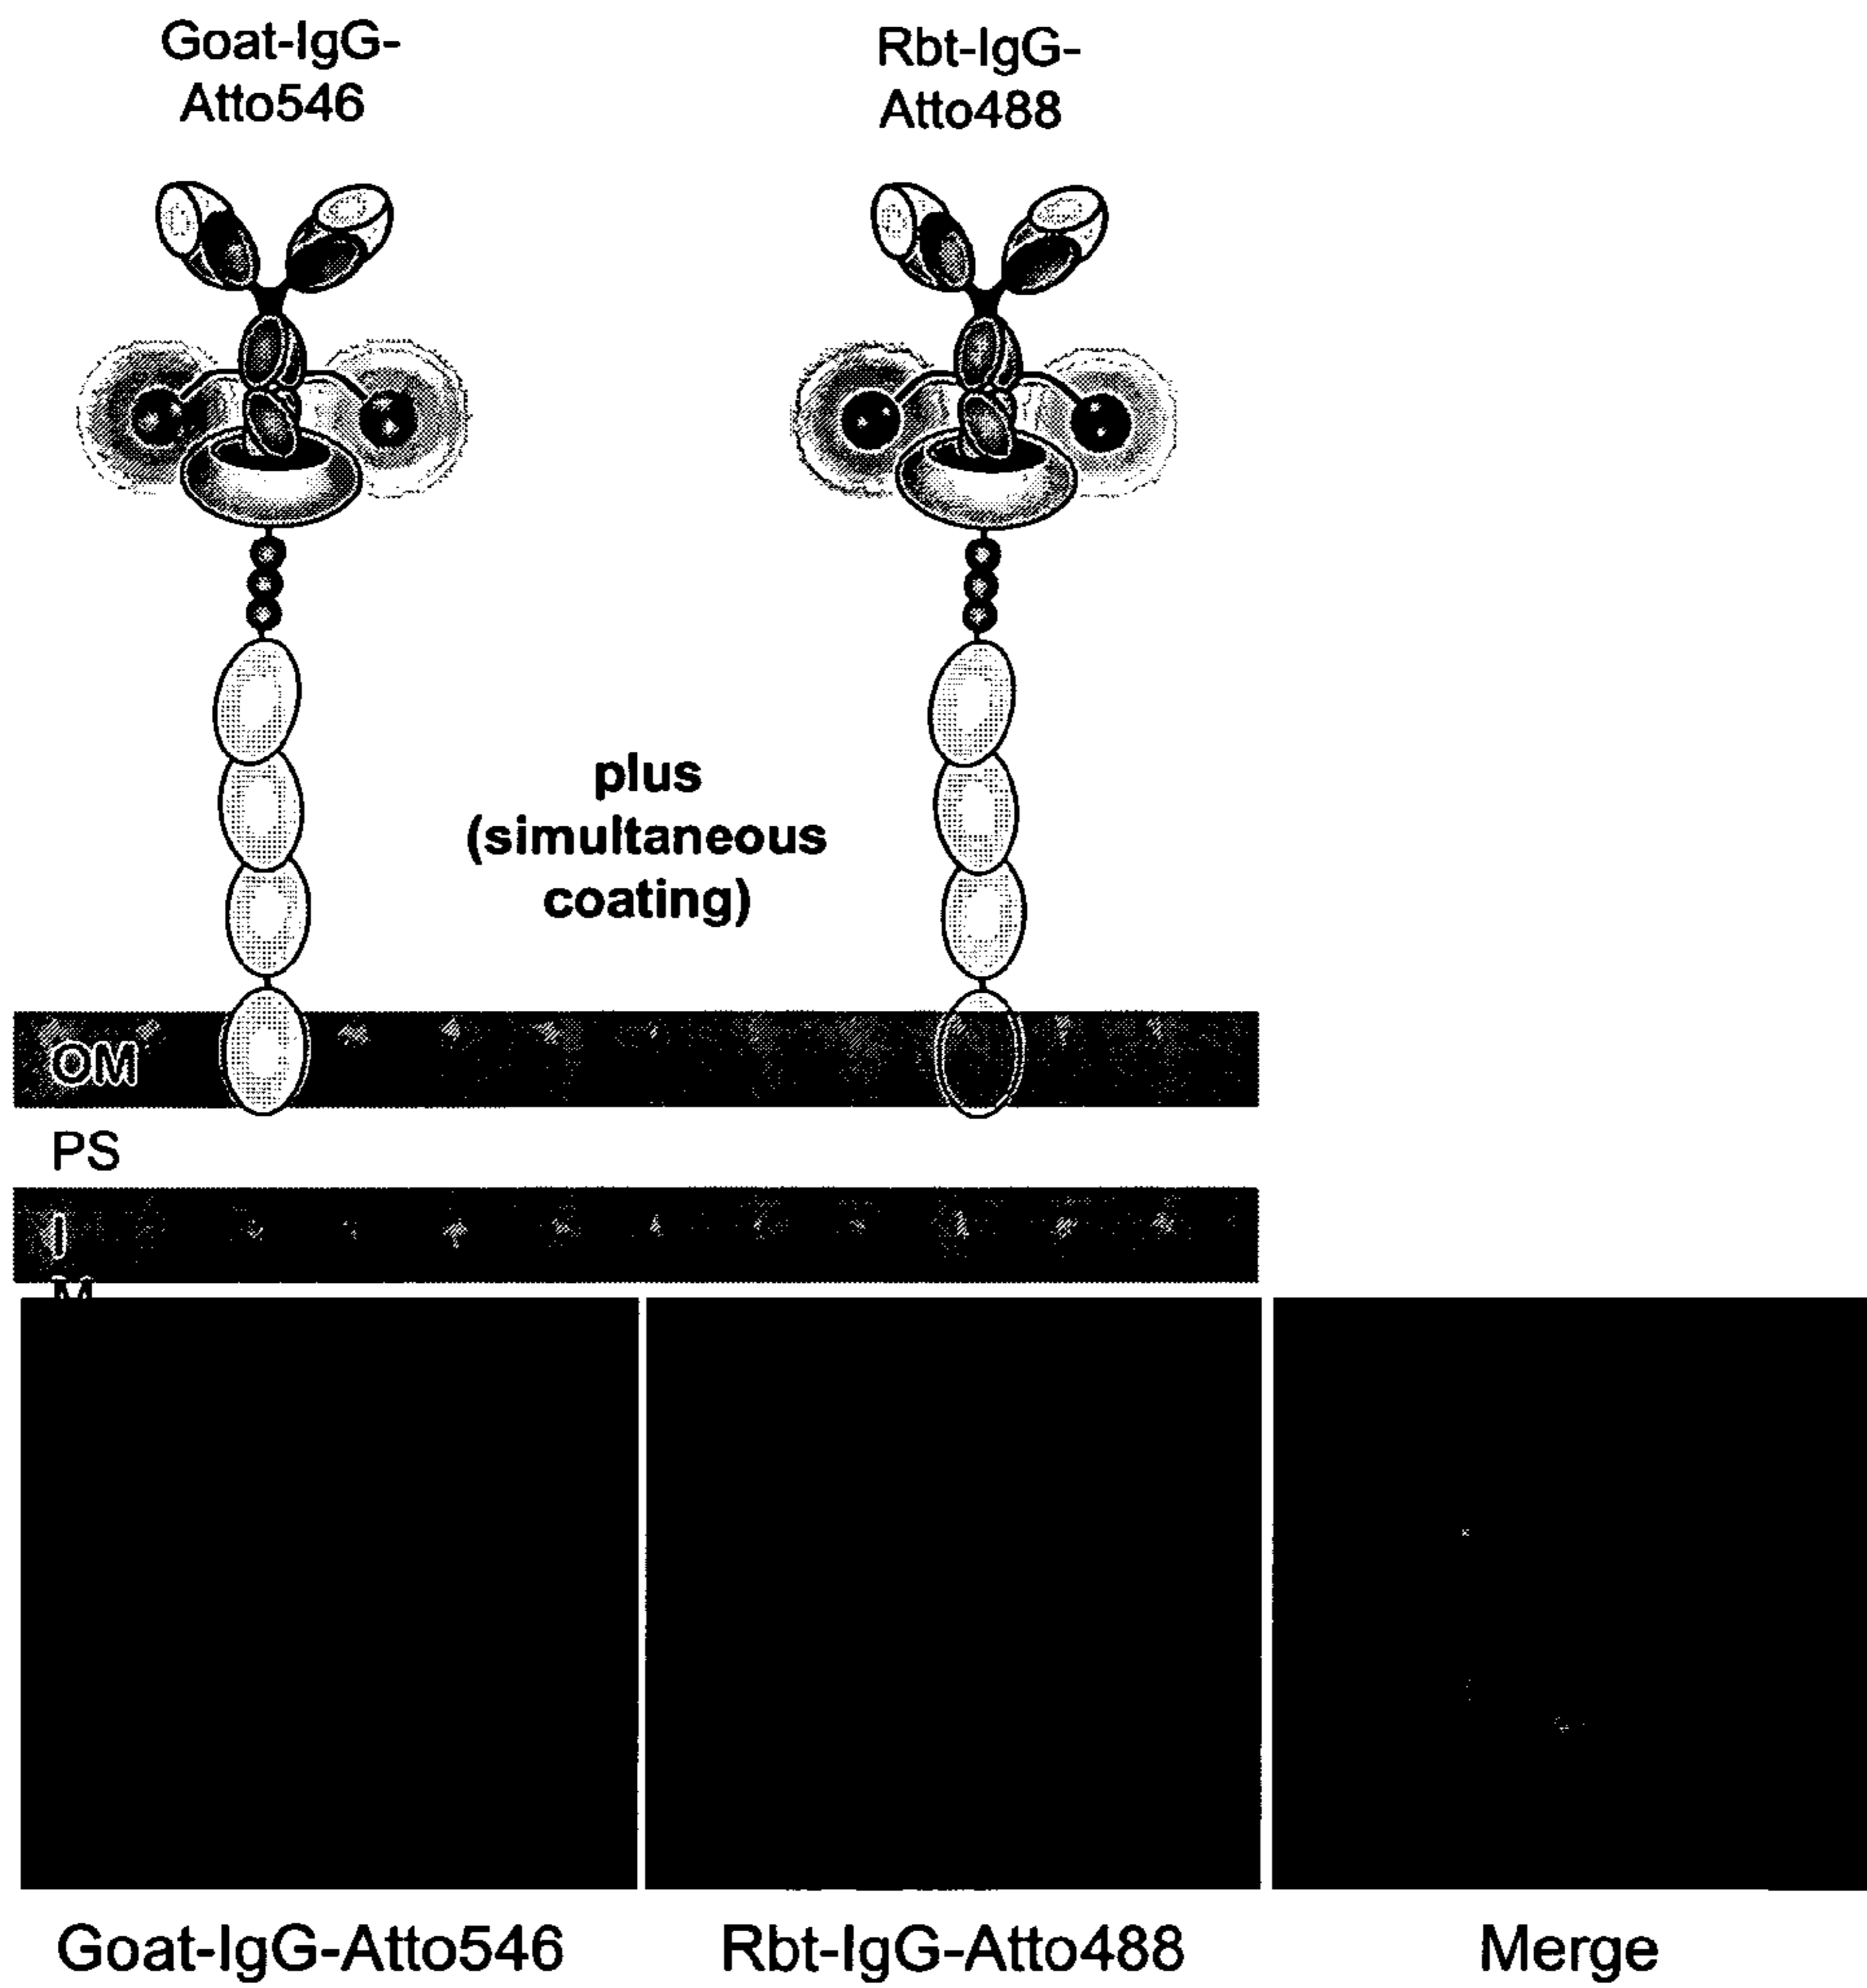 Goat-IgG-
Atto546
Rbt-IgG-
Atto488
plus
(simultaneous
coating)
OM
PS
I
M
Goat-IgG-Atto546
Rbt-IgG-Atto488
Merge